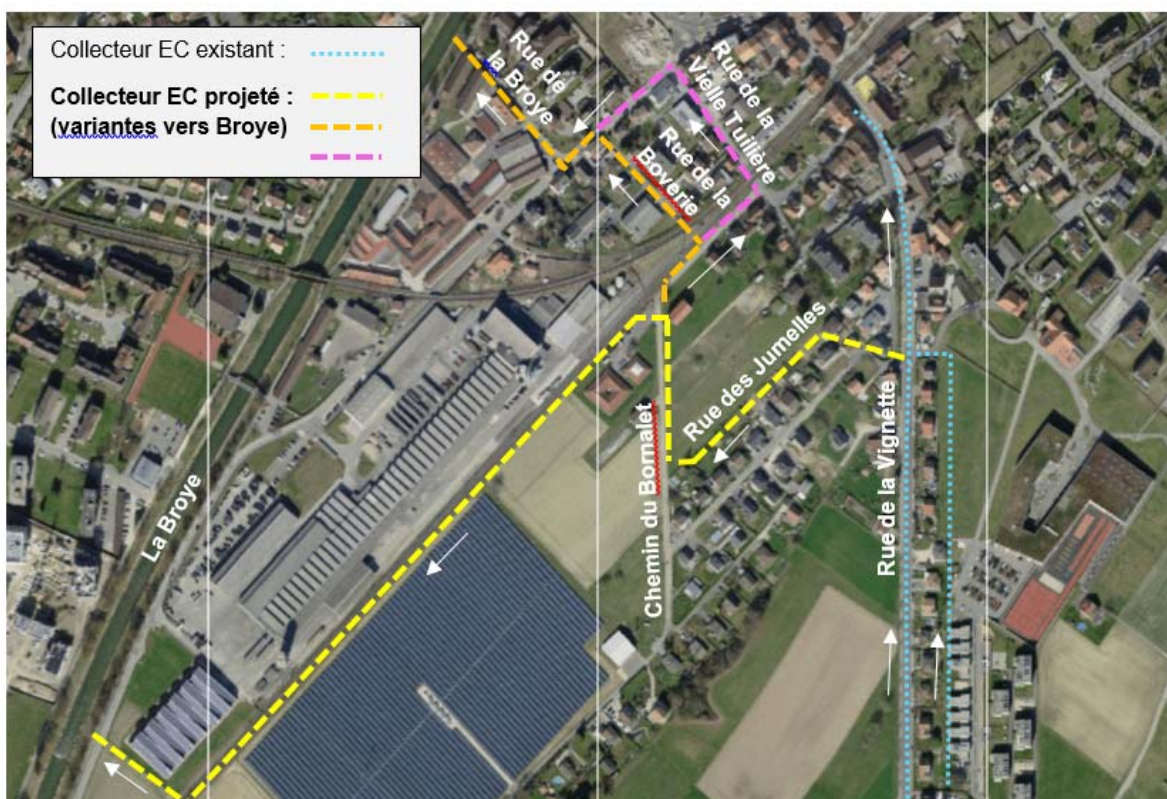 Collecteur EC existant :
Collecteur EC projeté :
(variantes vers Broye)
Rue de
la Broye
Rue de la
Vielle Tuilière
Rue de la
Boverie
Rue des Jumelles
Chemin du Bornalet
Rue de la Vignette
La Broye